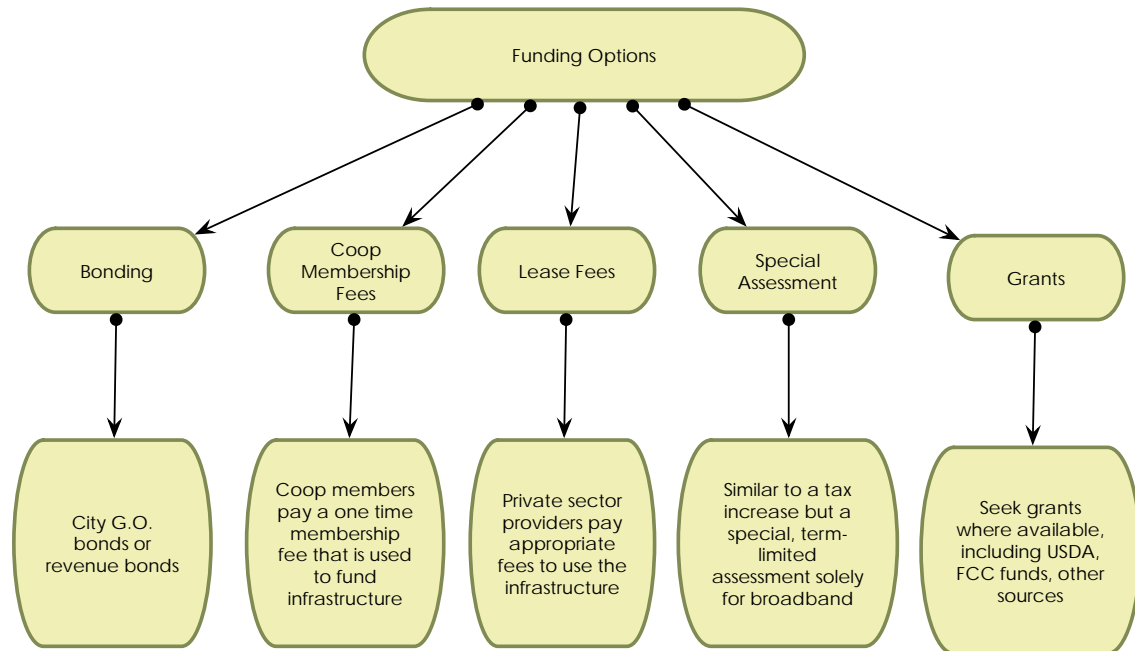 Funding Options
Bonding
Coop
Membership
Fees
Lease Fees
Special
Assessment
Grants
City G.O.
bonds or
revenue bonds
Coop members
pay a one time
membership
fee that is used
to fund
infrastructure
Private sector
providers pay
appropriate
fees to use the
infrastructure
Similar to a tax
increase but a
special, term-
limited
assessment solely
for broadband
Seek grants
where available,
including USDA,
FCC funds, other
sources